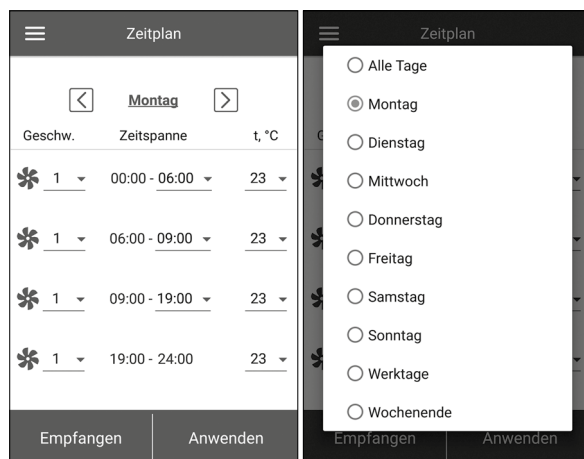 Zeitplan
Montag
Geschw. Zeitspanne t, °C
1 00:00 - 06:00 23
1 06:00 - 09:00 23
1 09:00 - 19:00 23
1 19:00 - 24:00 23
Empfangen Anwenden
Zeitplan
Alle Tage
Montag
Dienstag
Mittwoch
Donnerstag
Freitag
Samstag
Sonntag
Werktage
Wochenende
Empfangen Anwenden